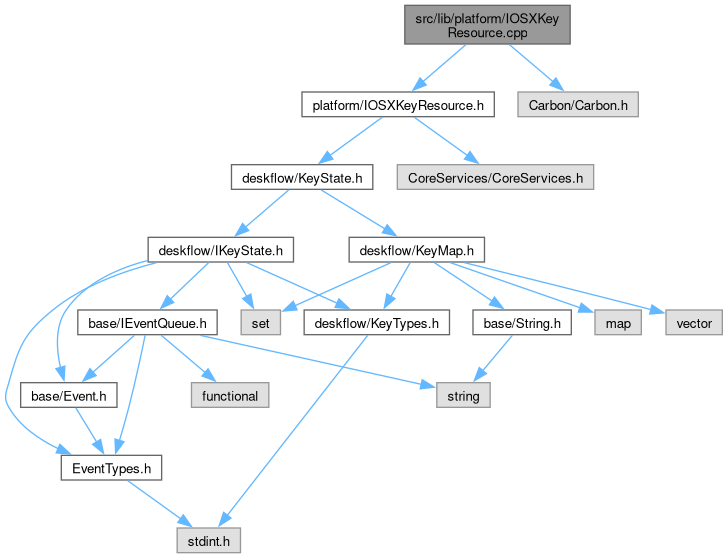 src/lib/platform/IOSXKey
Resource.cpp
platform/IOSXKeyResource.h
Carbon/Carbon.h
deskflow/KeyState.h
CoreServices/CoreServices.h
deskflow/IKeyState.h
deskflow/KeyMap.h
base/IEventQueue.h
set
deskflow/KeyTypes.h
base/String.h
map
vector
base/Event.h
functional
string
EventTypes.h
stdint.h